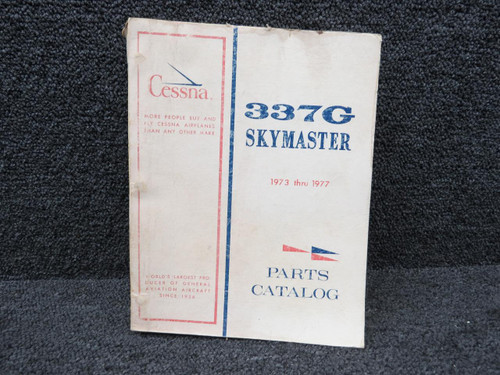 Cessna
MORE PEOPLE BUY AND
FLY CESSNA AIRPLANES
THAN ANY OTHER MAKE
WORLD'S LARGEST PRO-
DUCER OF GENERAL
AVIATION AIRCRAFT
SINCE 1956
337G
SKYMASTER
1973 thru 1977
PARTS
CATALOG